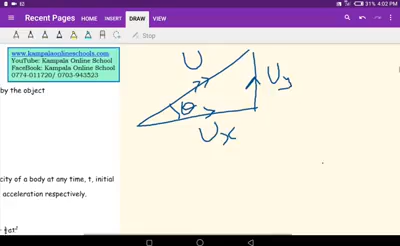 4:02 PM
Recent Pages
HOME
INSERT
DRAW
VIEW
Stop
www.kampalaonlineschools.com
YouTube: Kampala Online School
FaceBook: Kampala Online School
0774-011720/ 0703-943523
by the object
U
Uy
θ
Ux
city of a body at any time, t, initial
acceleration respectively.
½at²